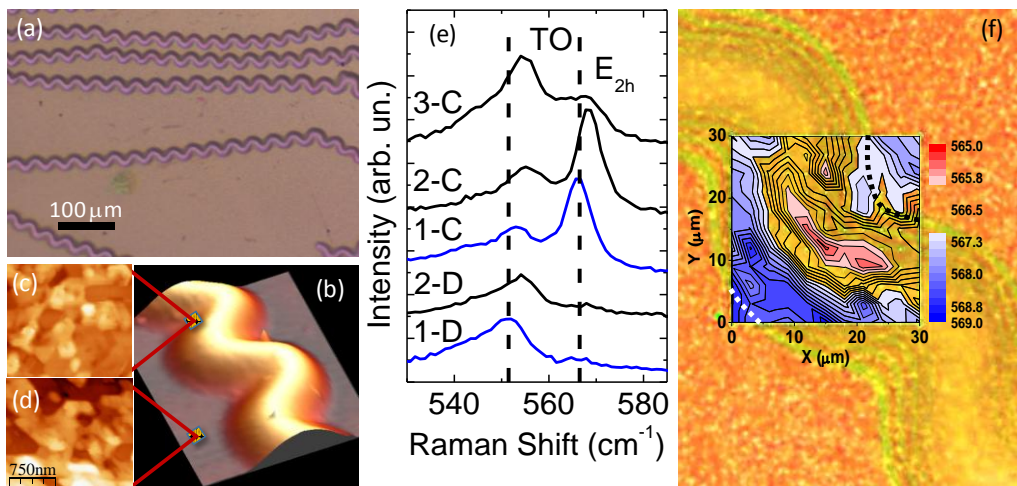 (a)
100 μm
(b)
(c)
(d)
750nm
(e)
TO
E2h
3-C
2-C
1-C
2-D
1-D
Intensity (arb. un.)
540 560 585
Raman Shift (cm-1)
(f)
30
20
10
0
Y (μm)
0 10 20 30
X (μm)
565.0
565.8
566.5
567.3
568.0
568.8
569.0